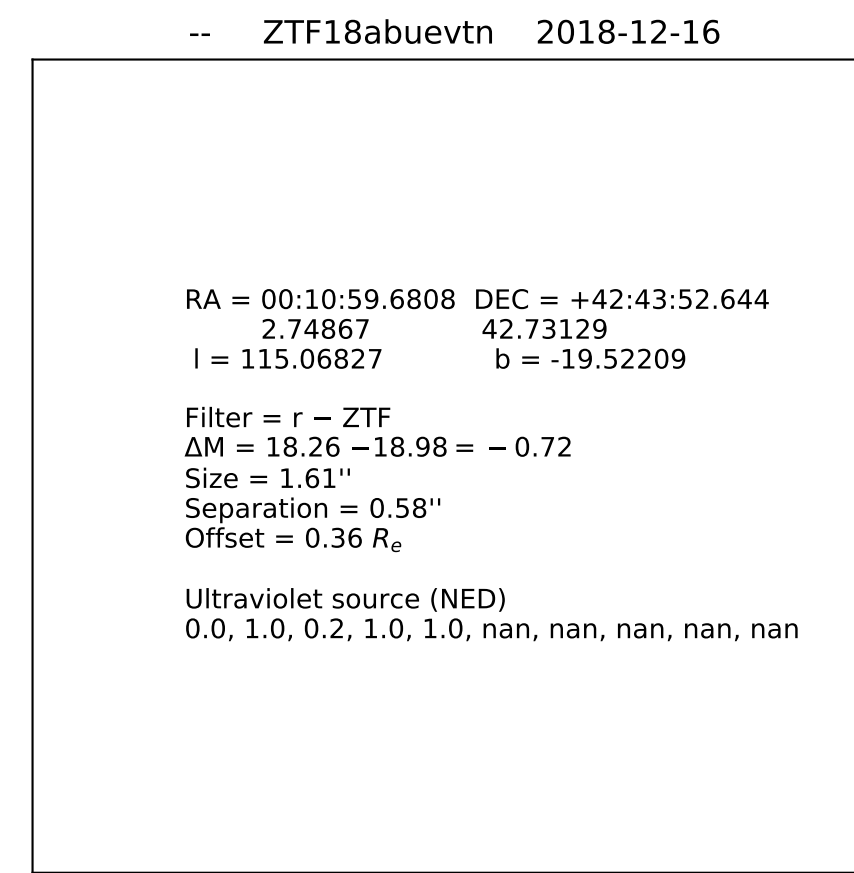 -- ZTF18abuevtn 2018-12-16
RA = 00:10:59.6808 DEC = +42:43:52.644
2.74867 42.73129
l = 115.06827 b = -19.52209
Filter = r − ZTF
ΔM = 18.26 −18.98 = − 0.72
Size = 1.61''
Separation = 0.58''
Offset = 0.36 Re
Ultraviolet source (NED)
0.0, 1.0, 0.2, 1.0, 1.0, nan, nan, nan, nan, nan